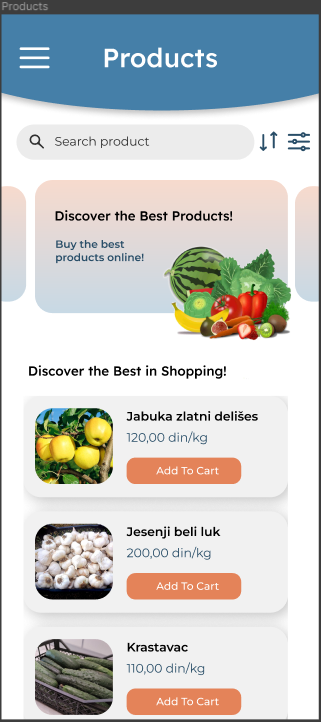 Products
Products
Search product
Discover the Best Products!
Buy the best
products online!
Discover the Best in Shopping!
Jabuka zlatni delišes
120,00 din/kg
Add To Cart
Jesenji beli luk
200,00 din/kg
Add To Cart
Krastavac
110,00 din/kg
Add To Cart